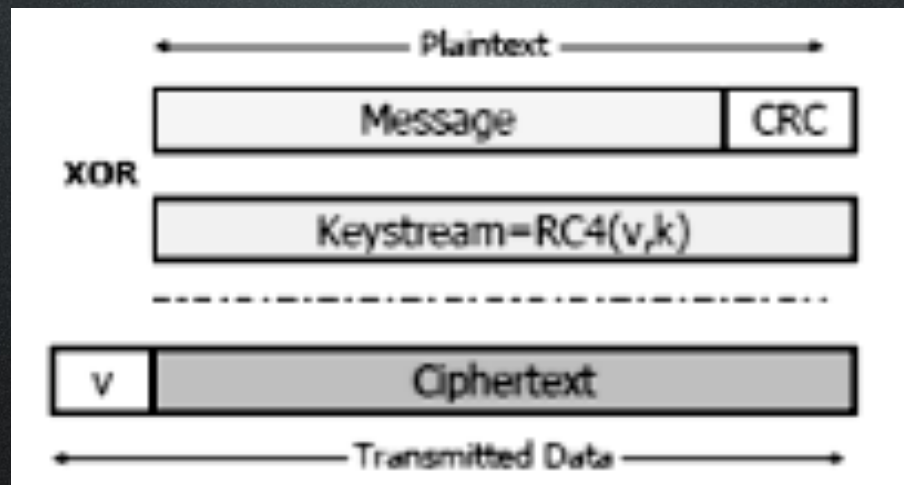 Plaintext
Message CRC
XOR
Keystream=RC4(v,k)
v Ciphertext
Transmitted Data